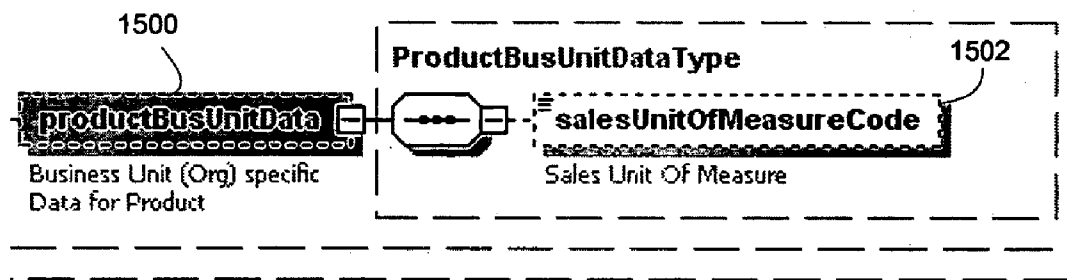 1500
ProductBusUnitDataType
1502
productBusUnitData
salesUnitOfMeasureCode
Business Unit (Org) specific
Data for Product
Sales Unit Of Measure